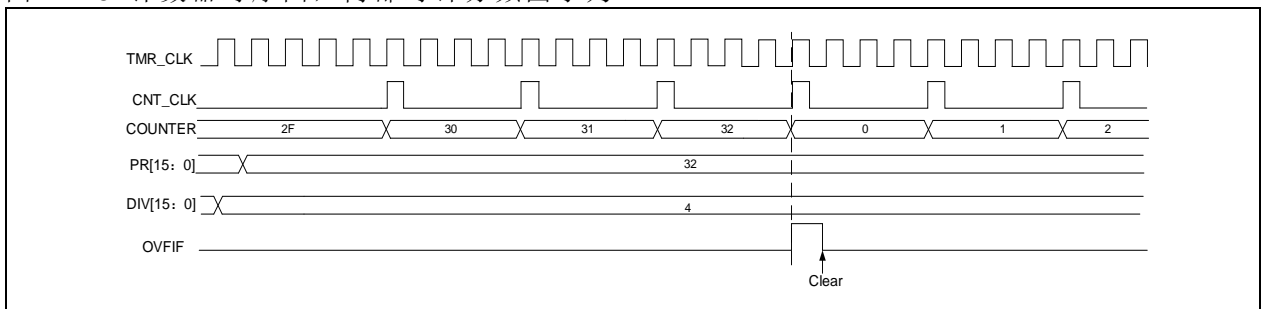 TMR_CLK
CNT_CLK
COUNTER 2F 30 31 32 0 1 2
PR[15：0] 32
DIV[15：0] 4
OVFIF
Clear